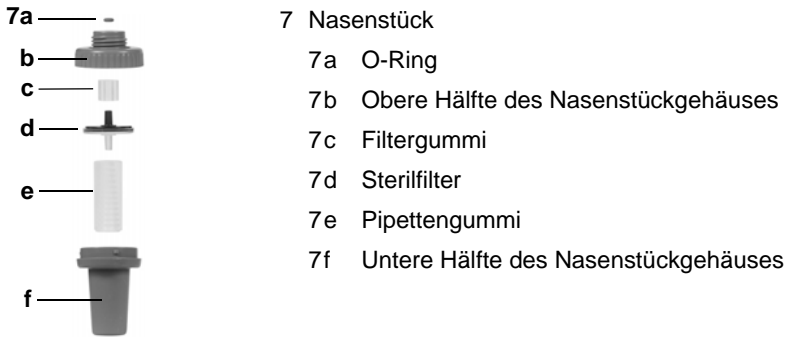 7a
b
c
d
e
f
7 Nasenstück
7a O-Ring
7b Obere Hälfte des Nasenstückgehäuses
7c Filtergummi
7d Sterilfilter
7e Pipettengummi
7f Untere Hälfte des Nasenstückgehäuses